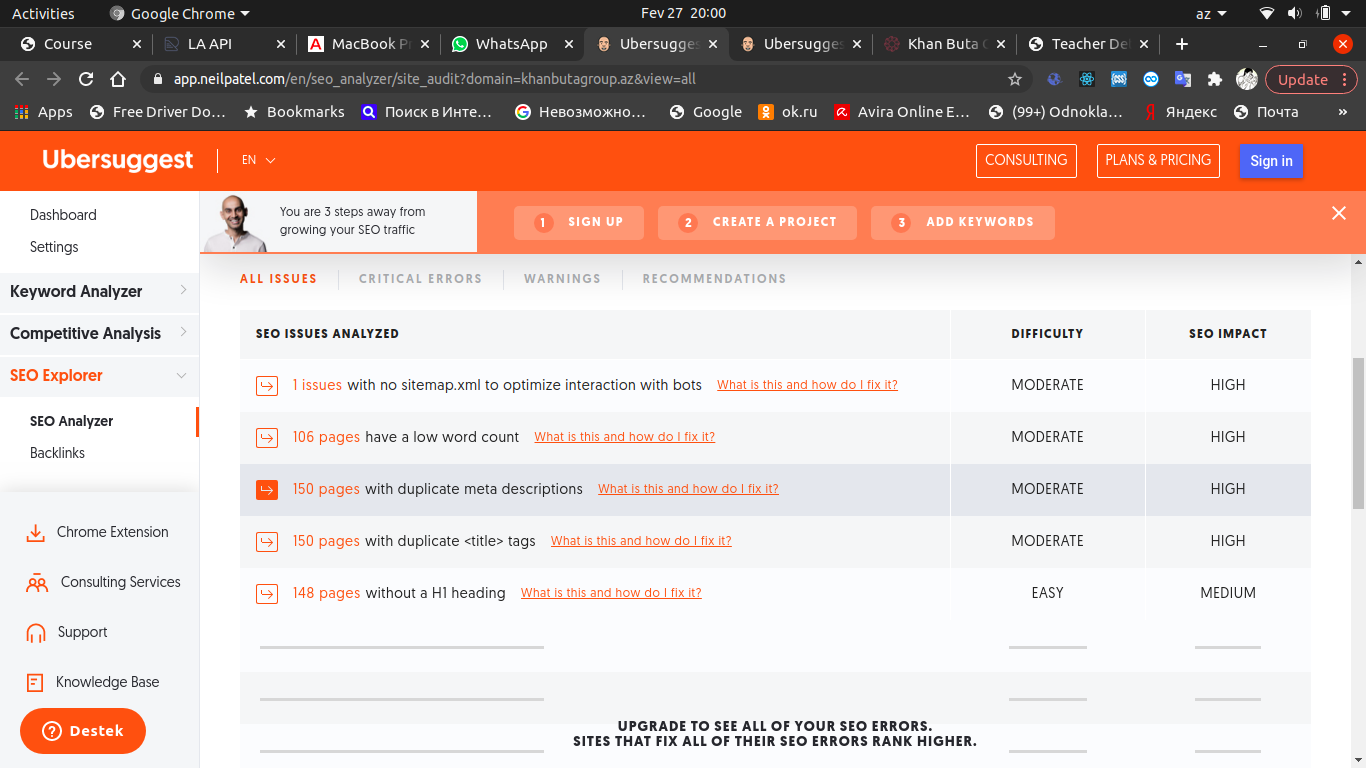 Activities
Google Chrome
Fev 27 20:00
az
Course
LA API
MacBook P
WhatsApp
Ubersugges
Ubersugges
Khan Buta
Teacher De
app.neilpatel.com/en/seo_analyzer/site_audit?domain=khanbutagroup.az&view=all
Update
Apps
Free Driver Do...
Bookmarks
Поиск в Инте...
Невозможно...
Google
ok.ru
Avira Online E...
(99+) Odnokla...
Яндекс
Почта
»
Ubersuggest
EN
CONSULTING
PLANS & PRICING
Sign in
Dashboard
Settings
Keyword Analyzer
Competitive Analysis
SEO Explorer
SEO Analyzer
Backlinks
Chrome Extension
Consulting Services
Support
Knowledge Base
Destek
You are 3 steps away from
growing your SEO traffic
1 SIGN UP
2 CREATE A PROJECT
3 ADD KEYWORDS
ALL ISSUES
CRITICAL ERRORS
WARNINGS
RECOMMENDATIONS
SEO ISSUES ANALYZED DIFFICULTY SEO IMPACT
1 issues with no sitemap.xml to optimize interaction with bots What is this and how do I fix it? MODERATE HIGH
106 pages have a low word count What is this and how do I fix it? MODERATE HIGH
150 pages with duplicate meta descriptions What is this and how do I fix it? MODERATE HIGH
150 pages with duplicate <title> tags What is this and how do I fix it? MODERATE HIGH
148 pages without a H1 heading What is this and how do I fix it? EASY MEDIUM
UPGRADE TO SEE ALL OF YOUR SEO ERRORS.
SITES THAT FIX ALL OF THEIR SEO ERRORS RANK HIGHER.